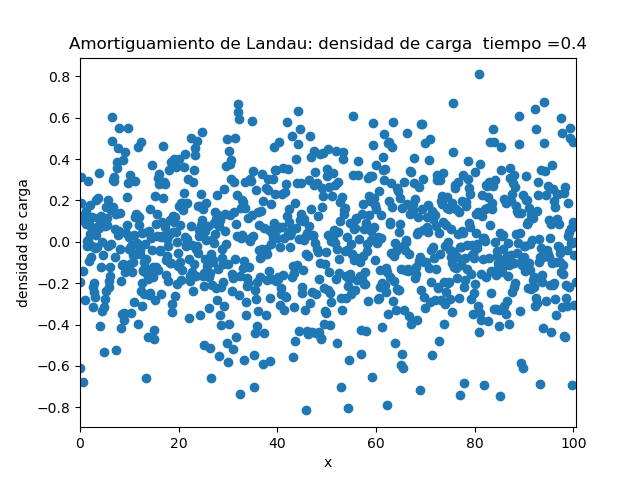 Amortiguamiento de Landau: densidad de carga  tiempo =0.4
densidad de carga
0.8
0.6
0.4
0.2
0.0
−0.2
−0.4
−0.6
−0.8
0 20 40 60 80 100
x